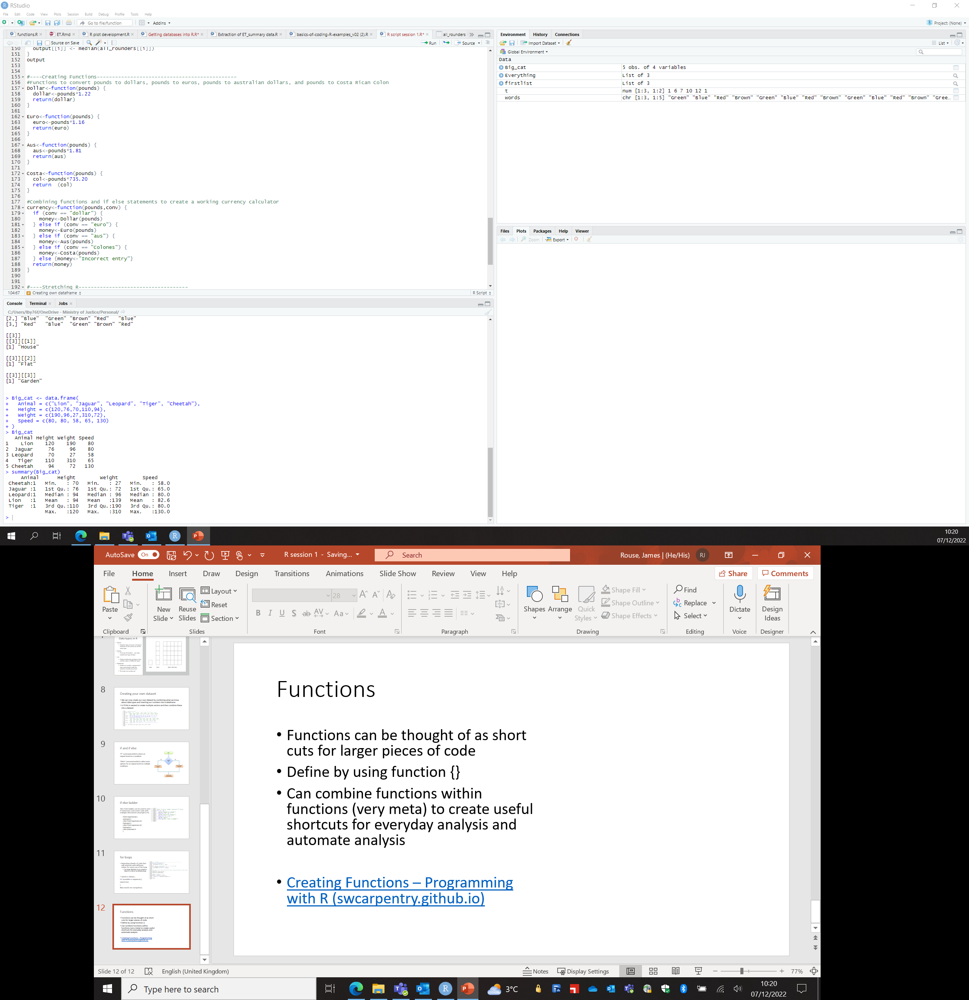 RStudio
File Edit Code View Plots Session Build Debug Profile Tools Help
Go to file/function Addins Project: (None)
functions.R ET.Rmd R plot development.R Getting databases into R.R* Extraction of ET_summary data.R basics-of-coding-R-examples_v02 (2).R R script session 1.R* all_rounders
Source on Save Run Source
150 output[[i]] <- median(all_rounders[[i]])
151 }
152 output
153
154
155 #----Creating Functions----------------------------------------------
156 #Functions to convert pounds to dollars, pounds to euros, pounds to australian dollars, and pounds to Costa Rican Colon
157 Dollar<-function(pounds) {
158 dollar<-pounds*1.22
159 return(dollar)
160 }
161
162 Euro<-function(pounds) {
163 euro<-pounds*1.16
164 return(euro)
165 }
166
167 Aus<-function(pounds) {
168 aus<-pounds*1.81
169 return(aus)
170 }
171
172 Costa<-function(pounds) {
173 col<-pounds*735.20
174 return (col)
175 }
176
177 #Combining functions and if else statements to create a working currency calculator
178 currency<-function(pounds,conv) {
179 if (conv == "dollar") {
180 money<-Dollar(pounds)
181 } else if (conv == "euro") {
182 money<-Euro(pounds)
183 } else if (conv == "aus") {
184 money<-Aus(pounds)
185 } else if (conv == "Colones") {
186 money<-Costa(pounds)
187 } else {money<-"Incorrect entry"}
188 return(money)
189 }
190
191
192 #----Stretching R------------------------------------
104:67 Creating own dataframe R Script
Console Terminal Jobs
C:/Users/lby76f/OneDrive - Ministry of Justice/Personal/
[2,] "Blue" "Green" "Brown" "Red" "Blue"
[3,] "Red" "Blue" "Green" "Brown" "Red"
[[3]]
[[3]][[1]]
[1] "House"
[[3]][[2]]
[1] "Flat"
[[3]][[3]]
[1] "Garden"
> Big_cat <- data.frame(
+ Animal = c("Lion", "Jaguar", "Leopard", "Tiger", "Cheetah"),
+ Height = c(120,76,70,110,94),
+ Weight = c(190,96,27,310,72),
+ Speed = c(80, 80, 58, 65, 130)
+ )
> Big_cat
Animal Height Weight Speed
1 Lion 120 190 80
2 Jaguar 76 96 80
3 Leopard 70 27 58
4 Tiger 110 310 65
5 Cheetah 94 72 130
> summary(Big_cat)
Animal Height Weight Speed
Cheetah:1 Min. : 70 Min. : 27 Min. : 58.0
Jaguar :1 1st Qu.: 76 1st Qu.: 72 1st Qu.: 65.0
Leopard:1 Median : 94 Median : 96 Median : 80.0
Lion :1 Mean : 94 Mean :139 Mean : 82.6
Tiger :1 3rd Qu.:110 3rd Qu.:190 3rd Qu.: 80.0
Max. :120 Max. :310 Max. :130.0
>
Environment History Connections
Import Dataset List
Global Environment
Data
Big_cat 5 obs. of 4 variables
Everything List of 3
firstlist List of 3
t num [1:3, 1:2] 1 6 7 10 12 1
words chr [1:3, 1:5] "Green" "Blue" "Red" "Brown" "Green" "Blue" "Red" "Brown" "Green" "Blue" "Red" "Brown" "Gree...
Files Plots Packages Help Viewer
Zoom Export
10:20
07/12/2022
AutoSave On R session 1 - Saving... Search Rouse, James | (He/His) RJ
File Home Insert Draw Design Transitions Animations Slide Show Review View Help Share Comments
Paste New Slide Reuse Slides Layout Reset Section 28 Shapes Arrange Quick Styles Shape Fill Shape Outline Shape Effects Find Replace Select Dictate Design Ideas
Clipboard Slides Font Paragraph Drawing Editing Voice Designer
Data types in R
8
Creating your own dataset
9
if and if else
10
if else ladder
11
for loops
12
Functions
Functions
• Functions can be thought of as short
cuts for larger pieces of code
• Define by using function {}
• Can combine functions within
functions (very meta) to create useful
shortcuts for everyday analysis and
automate analysis
• Creating Functions – Programming
with R (swcarpentry.github.io)
Slide 12 of 12 English (United Kingdom) Notes Display Settings 77%
Type here to search 3°C 10:20
07/12/2022